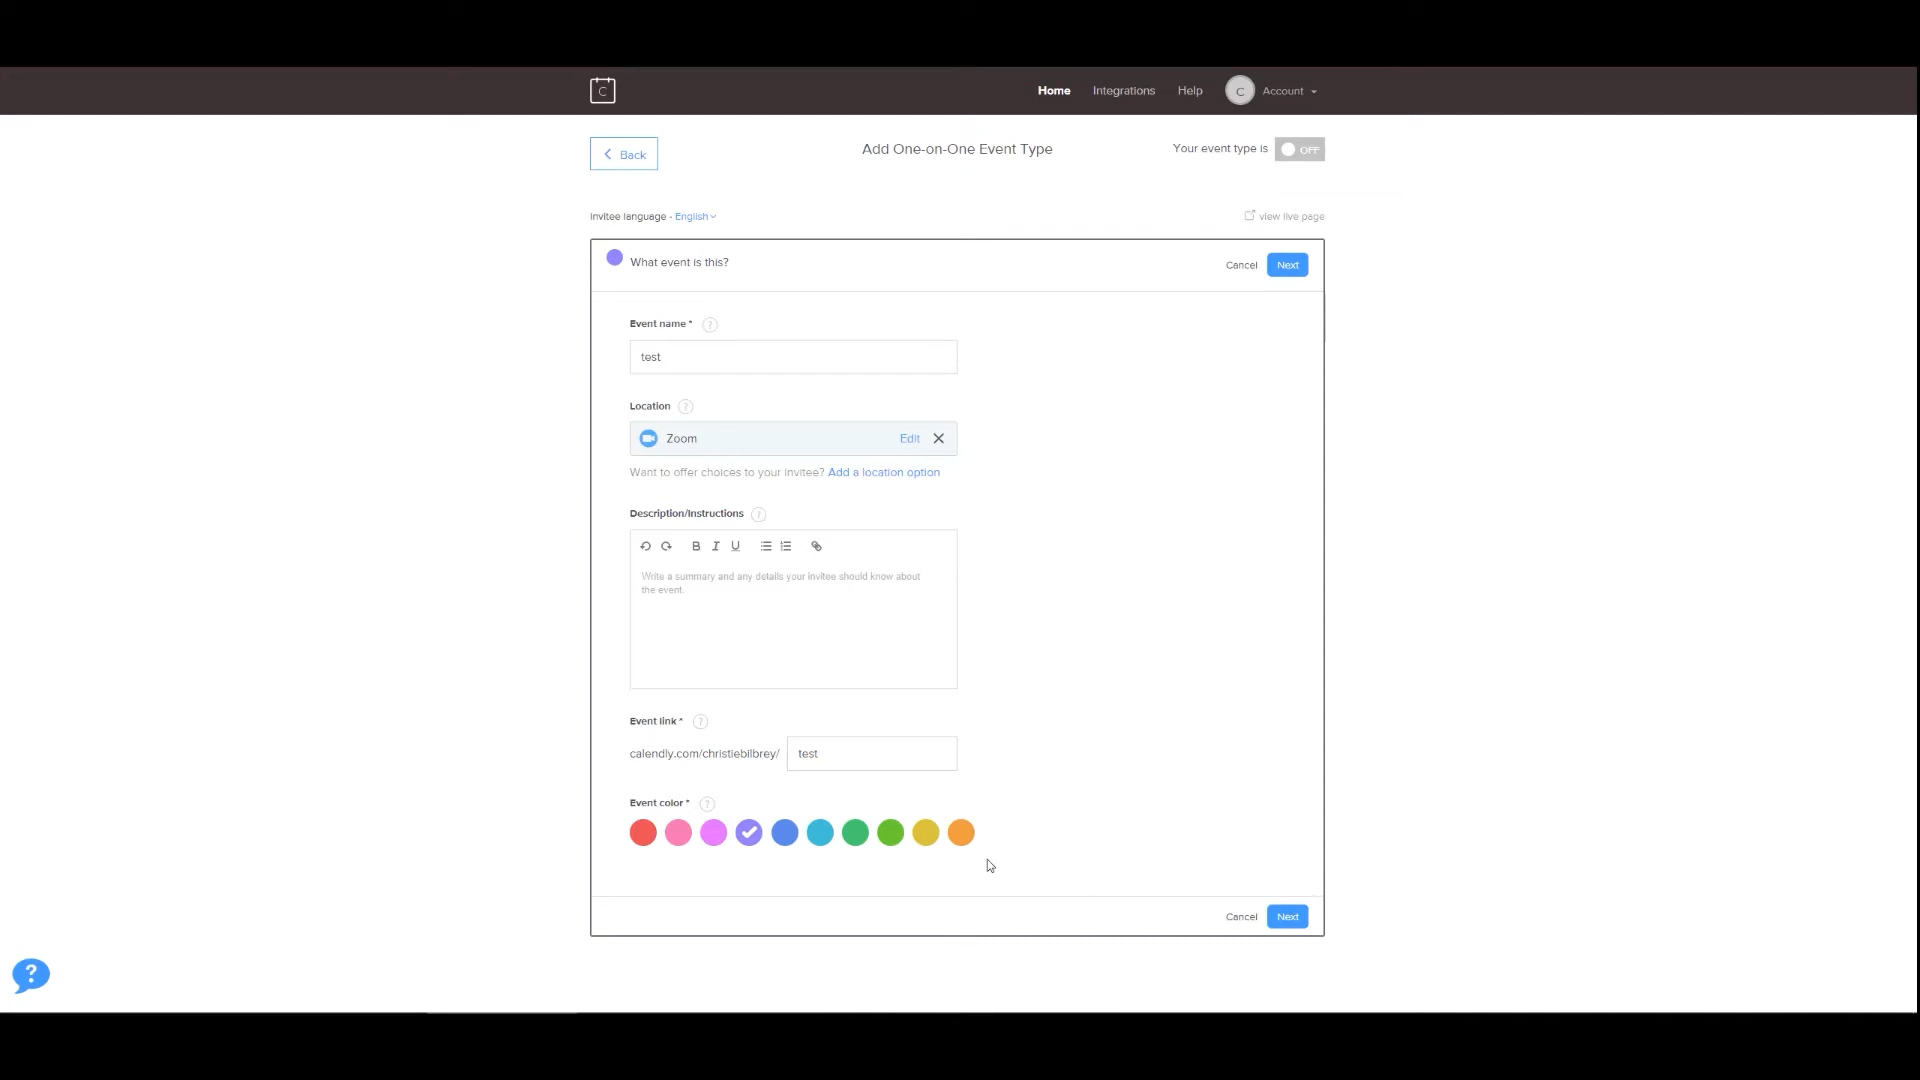 C
Home Integrations Help C Account
Back
Add One-on-One Event Type
Your event type is OFF
Invitee language - English
view live page
What event is this?
Cancel Next
Event name * ?
test
Location ?
Zoom Edit
Want to offer choices to your invitee? Add a location option
Description/Instructions ?
B I U
Write a summary and any details your invitee should know about
the event.
Event link * ?
calendly.com/christiebilbrey/ test
Event color * ?
Cancel Next
?